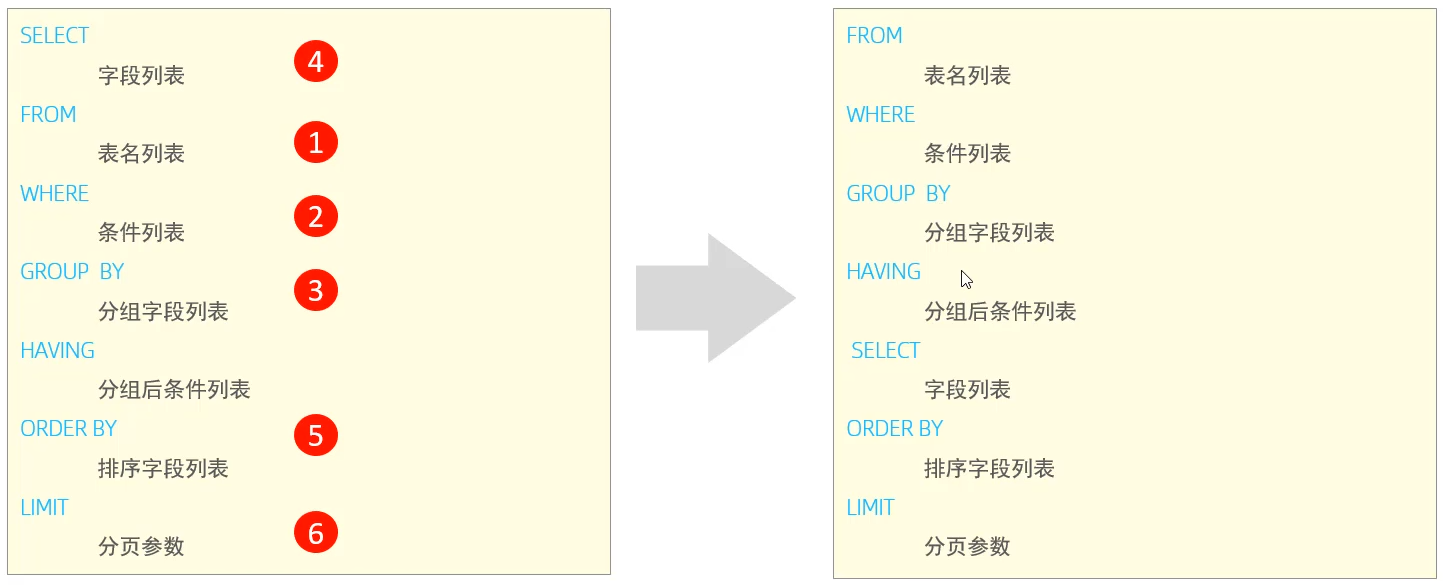 SELECT
字段列表
4
FROM
表名列表
1
WHERE
条件列表
2
GROUP BY
分组字段列表
3
HAVING
分组后条件列表
ORDER BY
排序字段列表
5
LIMIT
分页参数
6
FROM
表名列表
WHERE
条件列表
GROUP BY
分组字段列表
HAVING
分组后条件列表
SELECT
字段列表
ORDER BY
排序字段列表
LIMIT
分页参数